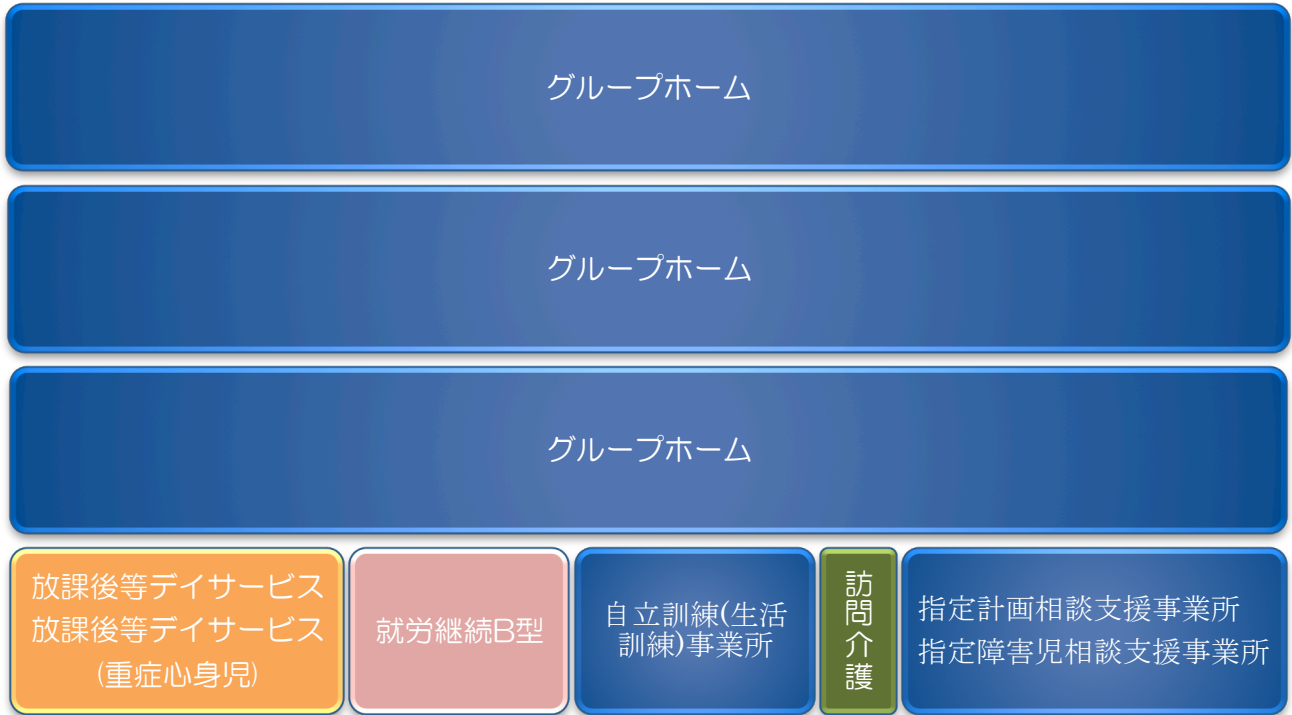 グループホーム
グループホーム
グループホーム
放課後等デイサービス
放課後等デイサービス
(重症心身児)
就労継続B型
自立訓練(生活
訓練)事業所
訪問介護
指定計画相談支援事業所
指定障害児相談支援事業所